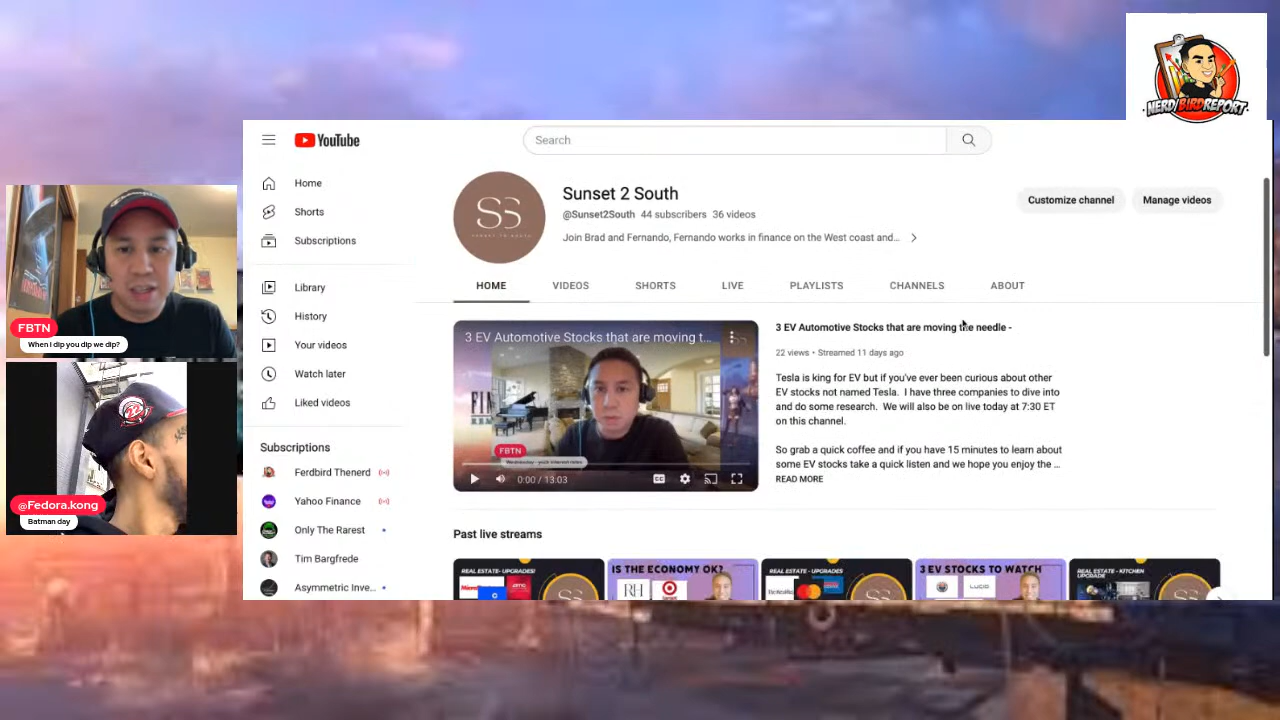 NERD/BIRDREPORT
YouTube
Search
Home
Shorts
Subscriptions
Library
History
Your videos
Watch later
Liked videos
Subscriptions
Ferdbird Thenerd
Yahoo Finance
Only The Rarest
Tim Bargfrede
Asymmetric Inve...
Sunset 2 South
@Sunset2South 44 subscribers 36 videos
Join Brad and Fernando, Fernando works in finance on the West coast and...
Customize channel
Manage videos
HOME
VIDEOS
SHORTS
LIVE
PLAYLISTS
CHANNELS
ABOUT
3 EV Automotive Stocks that are moving t...
FBTN
0:00 / 13:03
3 EV Automotive Stocks that are moving the needle -
22 views • Streamed 11 days ago
Tesla is king for EV but if you've ever been curious about other
EV stocks not named Tesla. I have three companies to dive into
and do some research. We will also be on live today at 7:30 ET
on this channel.
So grab a quick coffee and if you have 15 minutes to learn about
some EV stocks take a quick listen and we hope you enjoy the ...
READ MORE
Past live streams
REAL ESTATE - UPGRADES!
IS THE ECONOMY OK?
RH
REAL ESTATE - UPGRADES
3 EV STOCKS TO WATCH
LUCID
REAL ESTATE - KITCHEN
UPGRADE
FBTN
When I dip you dip we dip?
@Fedora.kong
Batman day